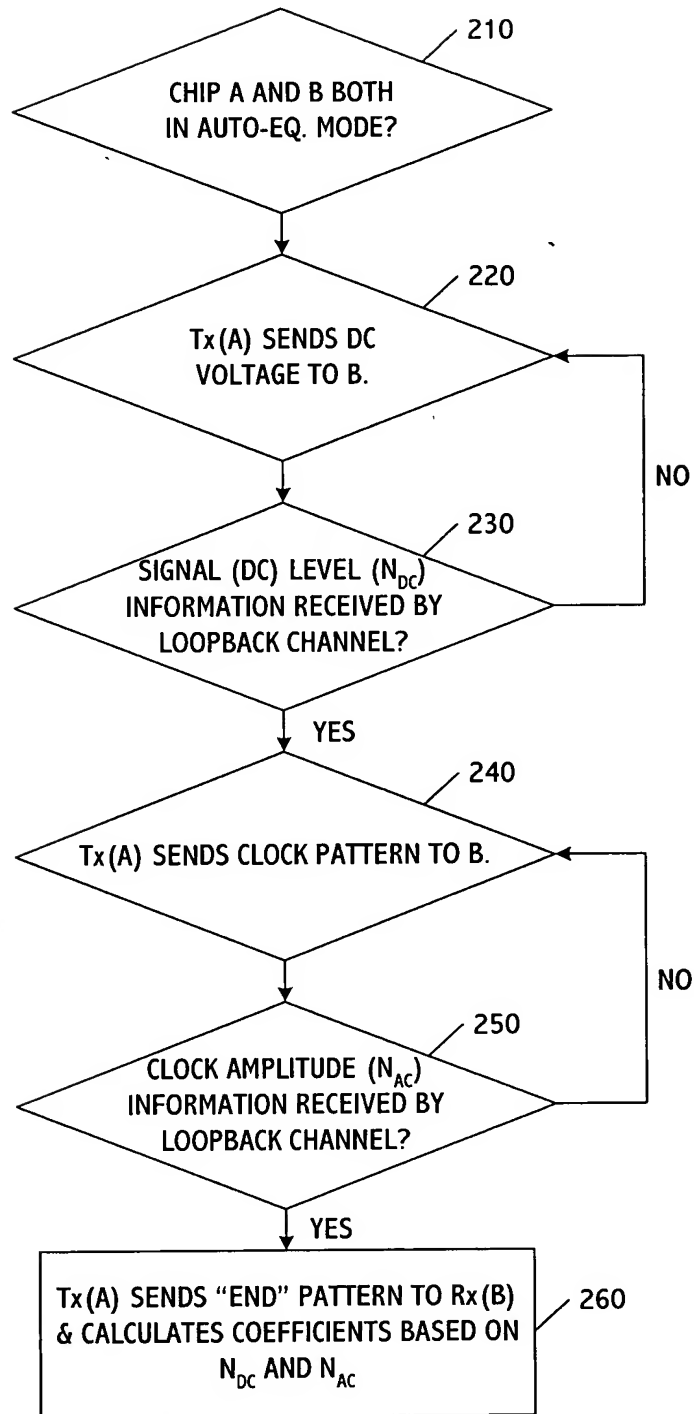 210
CHIP A AND B BOTH
IN AUTO-EQ. MODE?
220
Tx(A) SENDS DC
VOLTAGE TO B.
NO
230
SIGNAL (DC) LEVEL (N_DC)
INFORMATION RECEIVED BY
LOOPBACK CHANNEL?
YES
240
Tx(A) SENDS CLOCK PATTERN TO B.
NO
250
CLOCK AMPLITUDE (N_AC)
INFORMATION RECEIVED BY
LOOPBACK CHANNEL?
YES
260
Tx(A) SENDS “END” PATTERN TO Rx(B)
& CALCULATES COEFFICIENTS BASED ON
N_DC AND N_AC